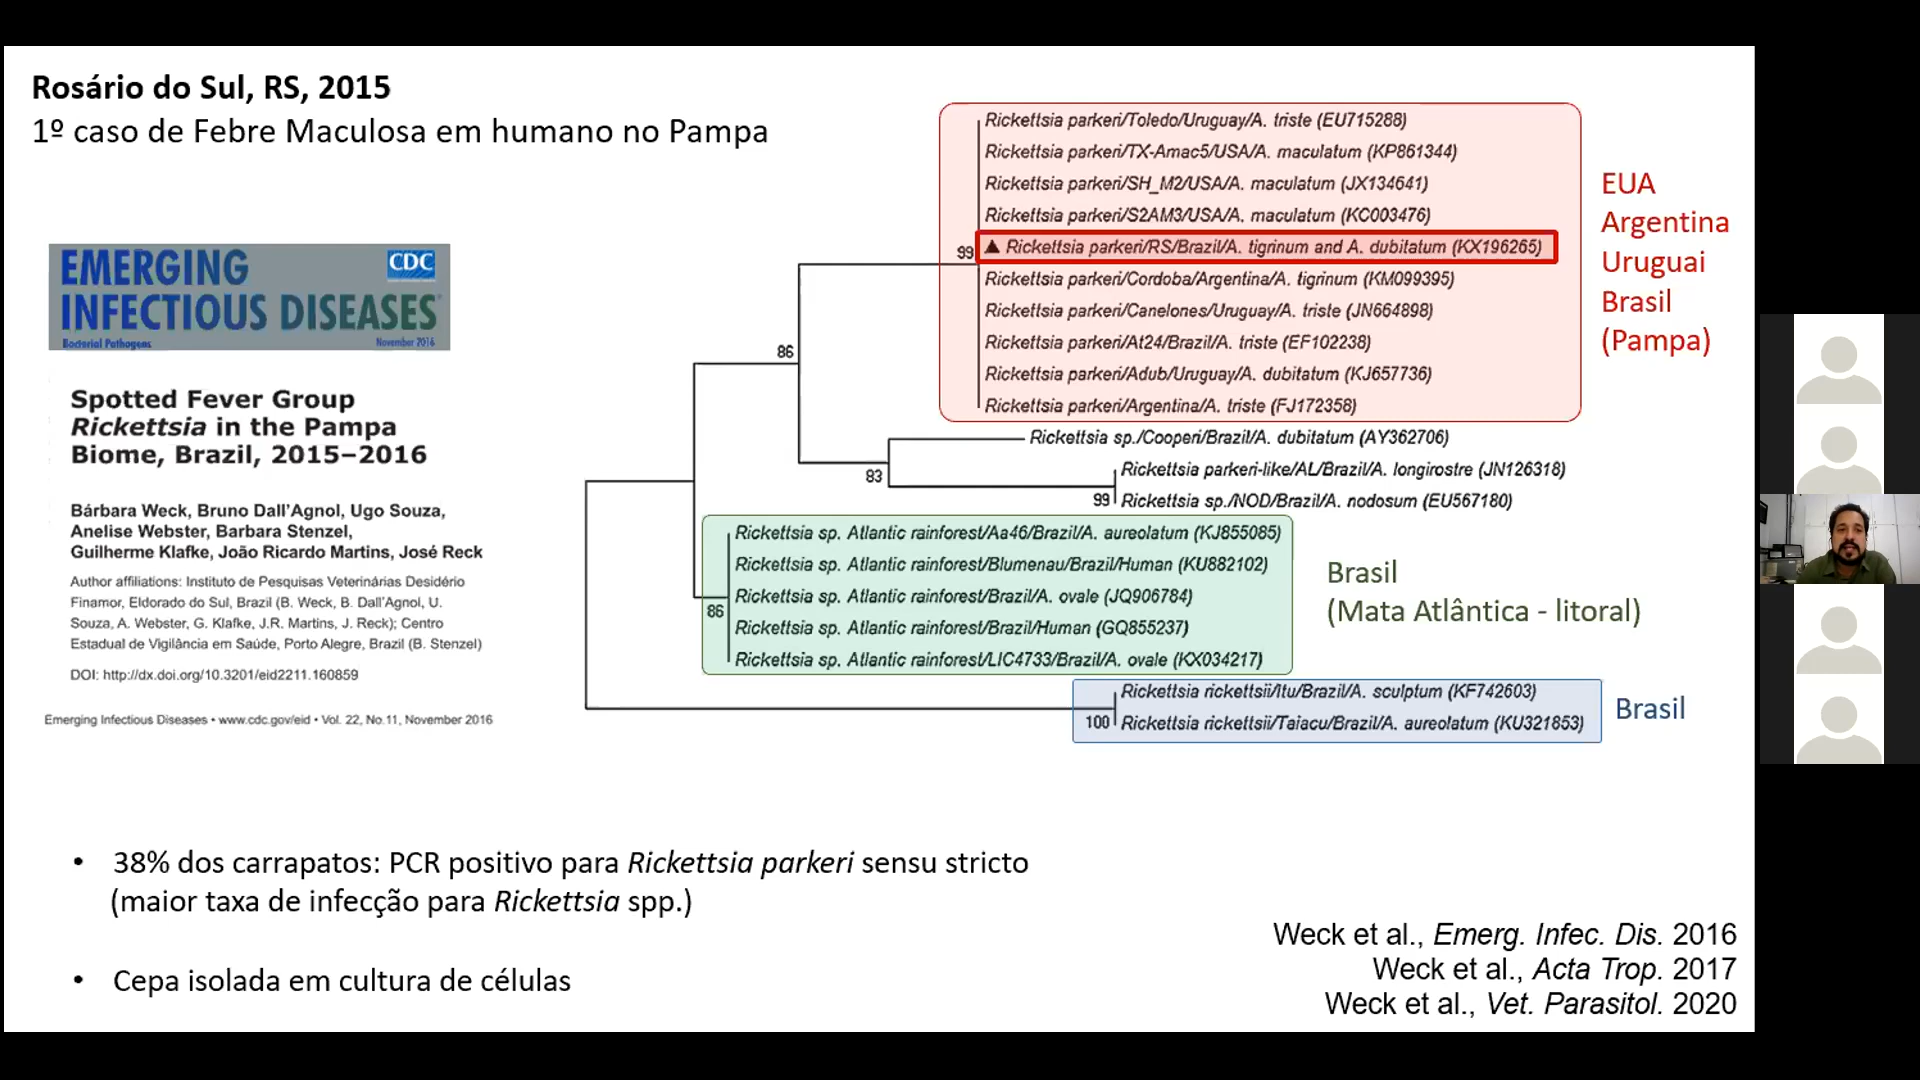 Rosário do Sul, RS, 2015
1º caso de Febre Maculosa em humano no Pampa
EMERGING
INFECTIOUS DISEASES
CDC
Bacterial Pathogens
November 2016
Spotted Fever Group
Rickettsia in the Pampa
Biome, Brazil, 2015–2016
Bárbara Weck, Bruno Dall'Agnol, Ugo Souza,
Anelise Webster, Barbara Stenzel,
Guilherme Klafke, João Ricardo Martins, José Reck
Author affiliations: Instituto de Pesquisas Veterinárias Desidério
Finamor, Eldorado do Sul, Brazil (B. Weck, B. Dall'Agnol, U.
Souza, A. Webster, G. Klafke, J.R. Martins, J. Reck); Centro
Estadual de Vigilância em Saúde, Porto Alegre, Brazil (B. Stenzel)
DOI: http://dx.doi.org/10.3201/eid2211.160859
Emerging Infectious Diseases • www.cdc.gov/eid • Vol. 22, No.11, November 2016
Rickettsia parkeri/Toledo/Uruguay/A. triste (EU715288)
Rickettsia parkeri/TX-Amac5/USA/A. maculatum (KP861344)
Rickettsia parkeri/SH_M2/USA/A. maculatum (JX134641)
Rickettsia parkeri/S2AM3/USA/A. maculatum (KC003476)
99
▲ Rickettsia parkeri/RS/Brazil/A. tigrinum and A. dubitatum (KX196265)
Rickettsia parkeri/Cordoba/Argentina/A. tigrinum (KM099395)
Rickettsia parkeri/Canelones/Uruguay/A. triste (JN664898)
Rickettsia parkeri/At24/Brazil/A. triste (EF102238)
Rickettsia parkeri/Adub/Uruguay/A. dubitatum (KJ657736)
Rickettsia parkeri/Argentina/A. triste (FJ172358)
EUA
Argentina
Uruguai
Brasil
(Pampa)
86
Rickettsia sp./Cooperi/Brazil/A. dubitatum (AY362706)
83
Rickettsia parkeri-like/AL/Brazil/A. longirostre (JN126318)
99
Rickettsia sp./NOD/Brazil/A. nodosum (EU567180)
Rickettsia sp. Atlantic rainforest/Aa46/Brazil/A. aureolatum (KJ855085)
Rickettsia sp. Atlantic rainforest/Blumenau/Brazil/Human (KU882102)
Rickettsia sp. Atlantic rainforest/Brazil/A. ovale (JQ906784)
86
Rickettsia sp. Atlantic rainforest/Brazil/Human (GQ855237)
Rickettsia sp. Atlantic rainforest/LIC4733/Brazil/A. ovale (KX034217)
Brasil
(Mata Atlântica - litoral)
Rickettsia rickettsii/Itu/Brazil/A. sculptum (KF742603)
100
Rickettsia rickettsii/Taiacu/Brazil/A. aureolatum (KU321853)
Brasil
• 38% dos carrapatos: PCR positivo para Rickettsia parkeri sensu stricto
(maior taxa de infecção para Rickettsia spp.)
• Cepa isolada em cultura de células
Weck et al., Emerg. Infec. Dis. 2016
Weck et al., Acta Trop. 2017
Weck et al., Vet. Parasitol. 2020